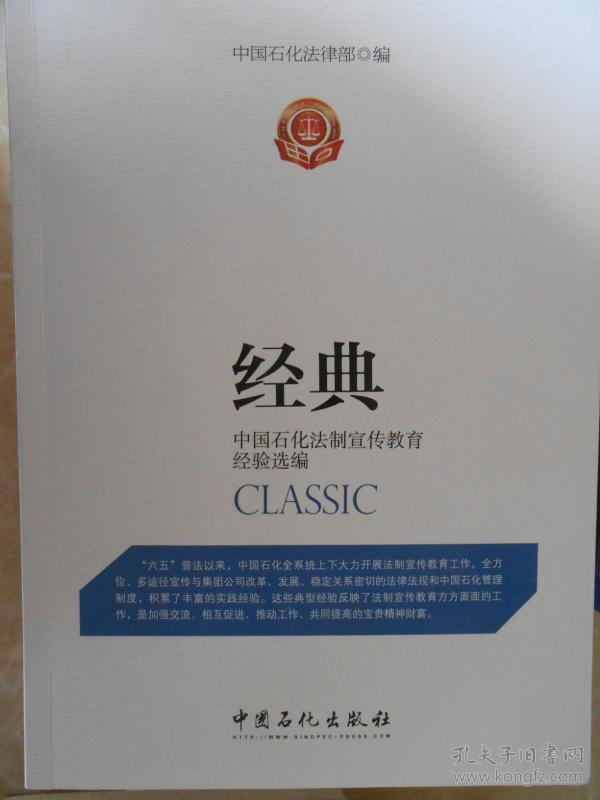 中国石化法律部◎编
经典
中国石化法制宣传教育
经验选编
CLASSIC
“六五”普法以来，中国石化全系统上下大力开展法制宣传教育工作，全方
位、多途径宣传与集团公司改革、发展、稳定关系密切的法律法规和中国石化管理
制度，积累了丰富的实践经验。这些典型经验反映了法制宣传教育方方面面的工
作，是加强交流、相互促进、推动工作、共同提高的宝贵精神财富。
中国石化出版社
HTTP://WWW.SINOPEC-PRESS.COM
孔夫子旧书网
www.kongfz.com